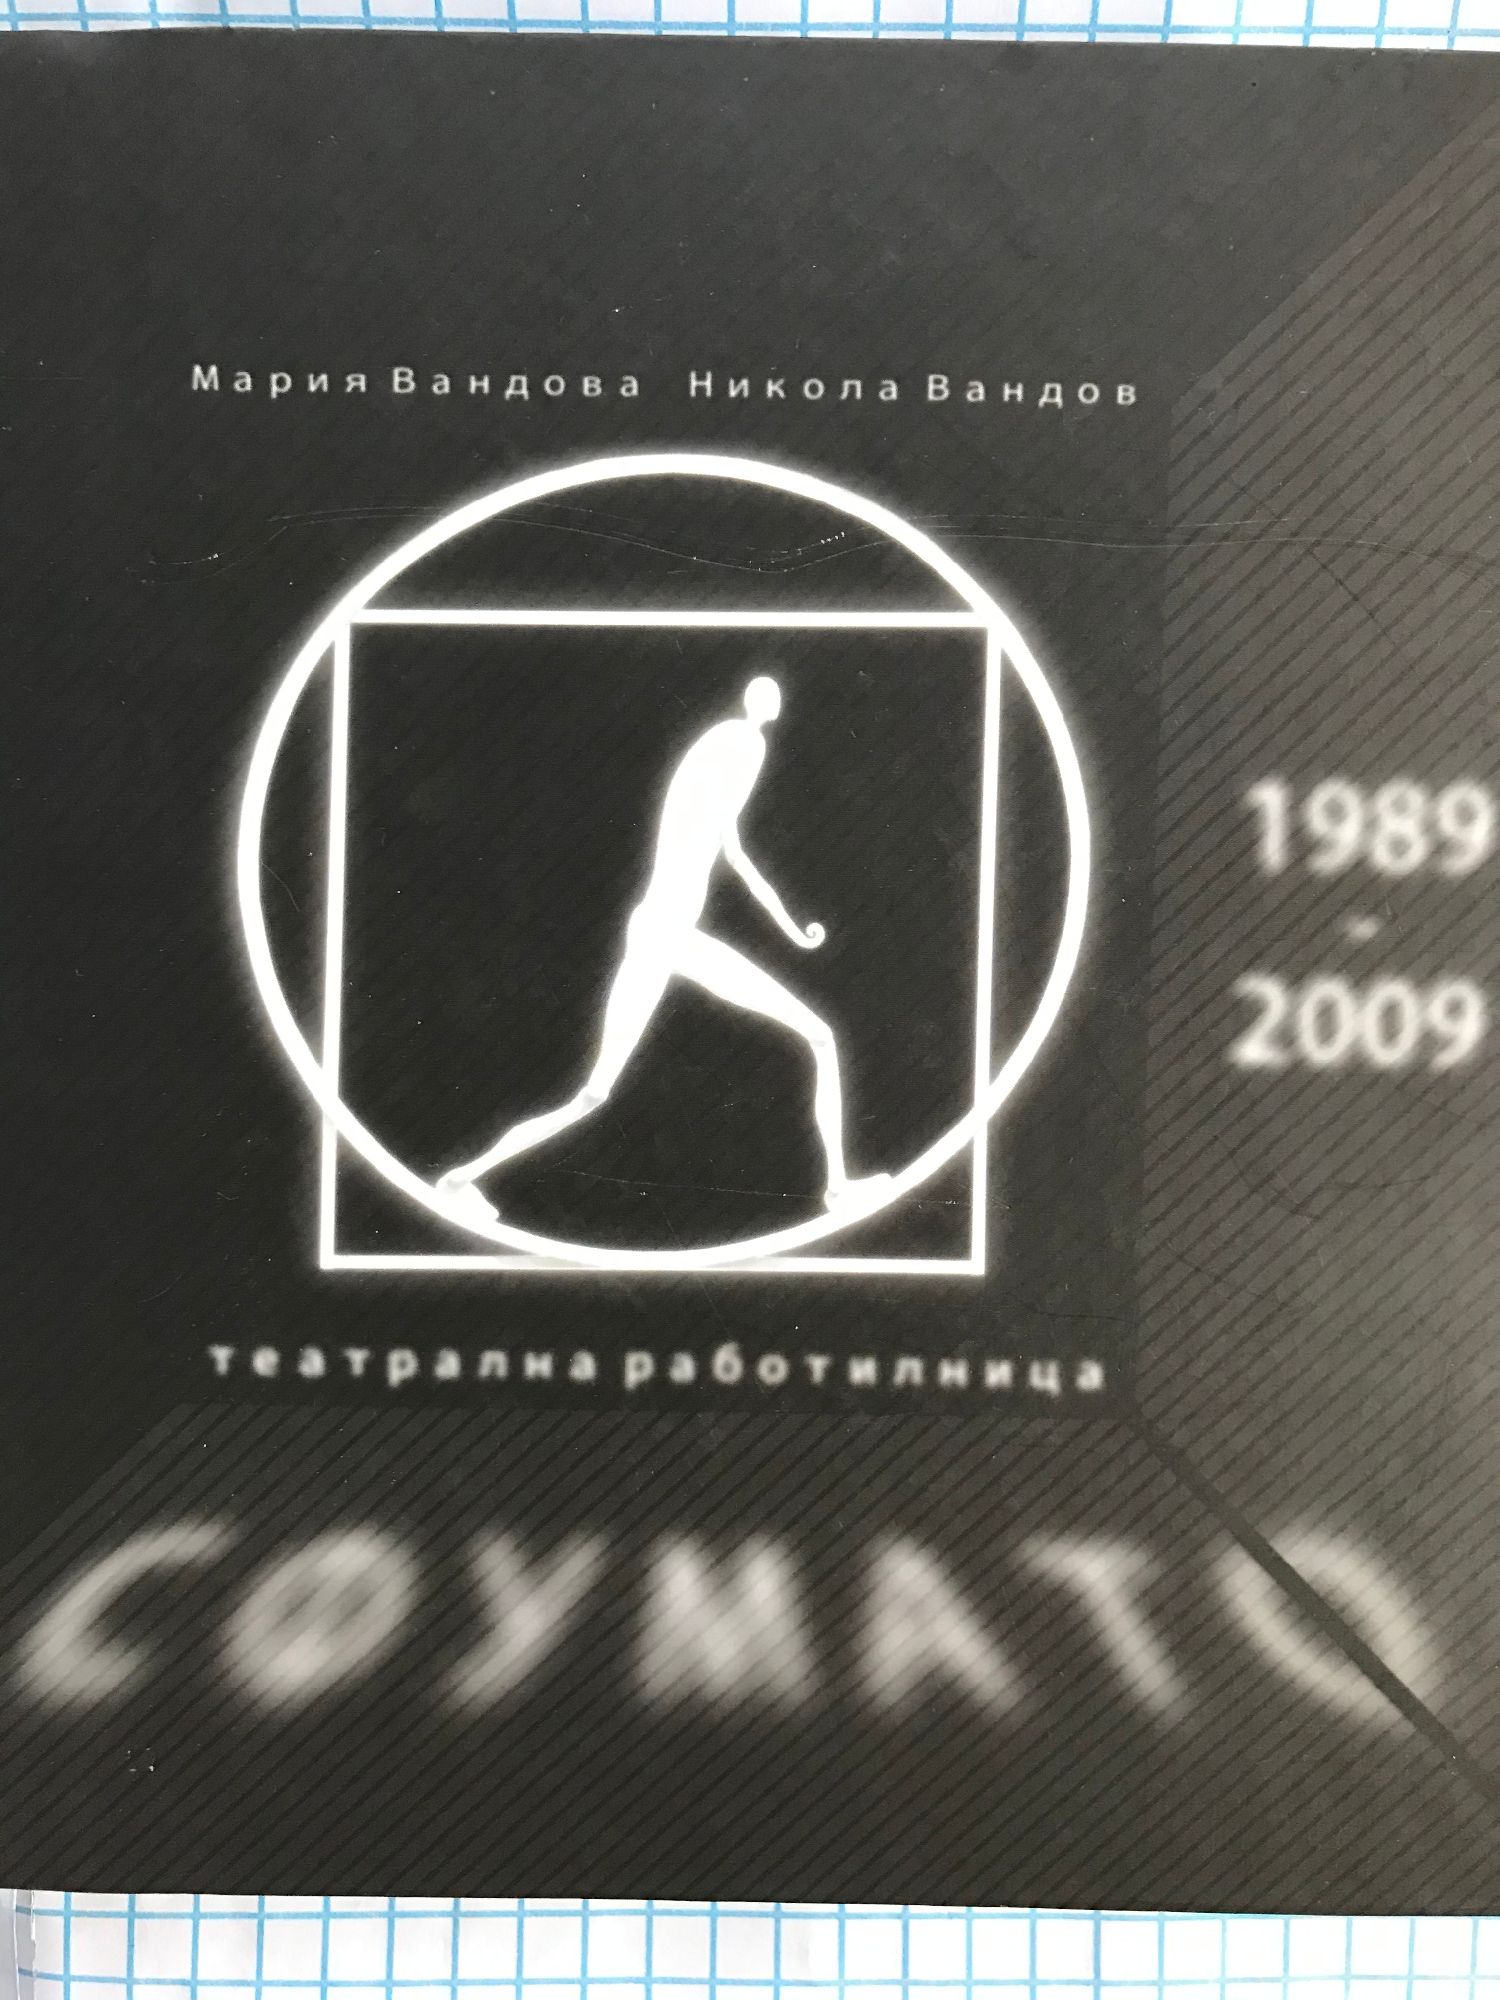 Мария Вандова Никола Вандов
1989
-
2009
театрална работилница
СФУМАТО